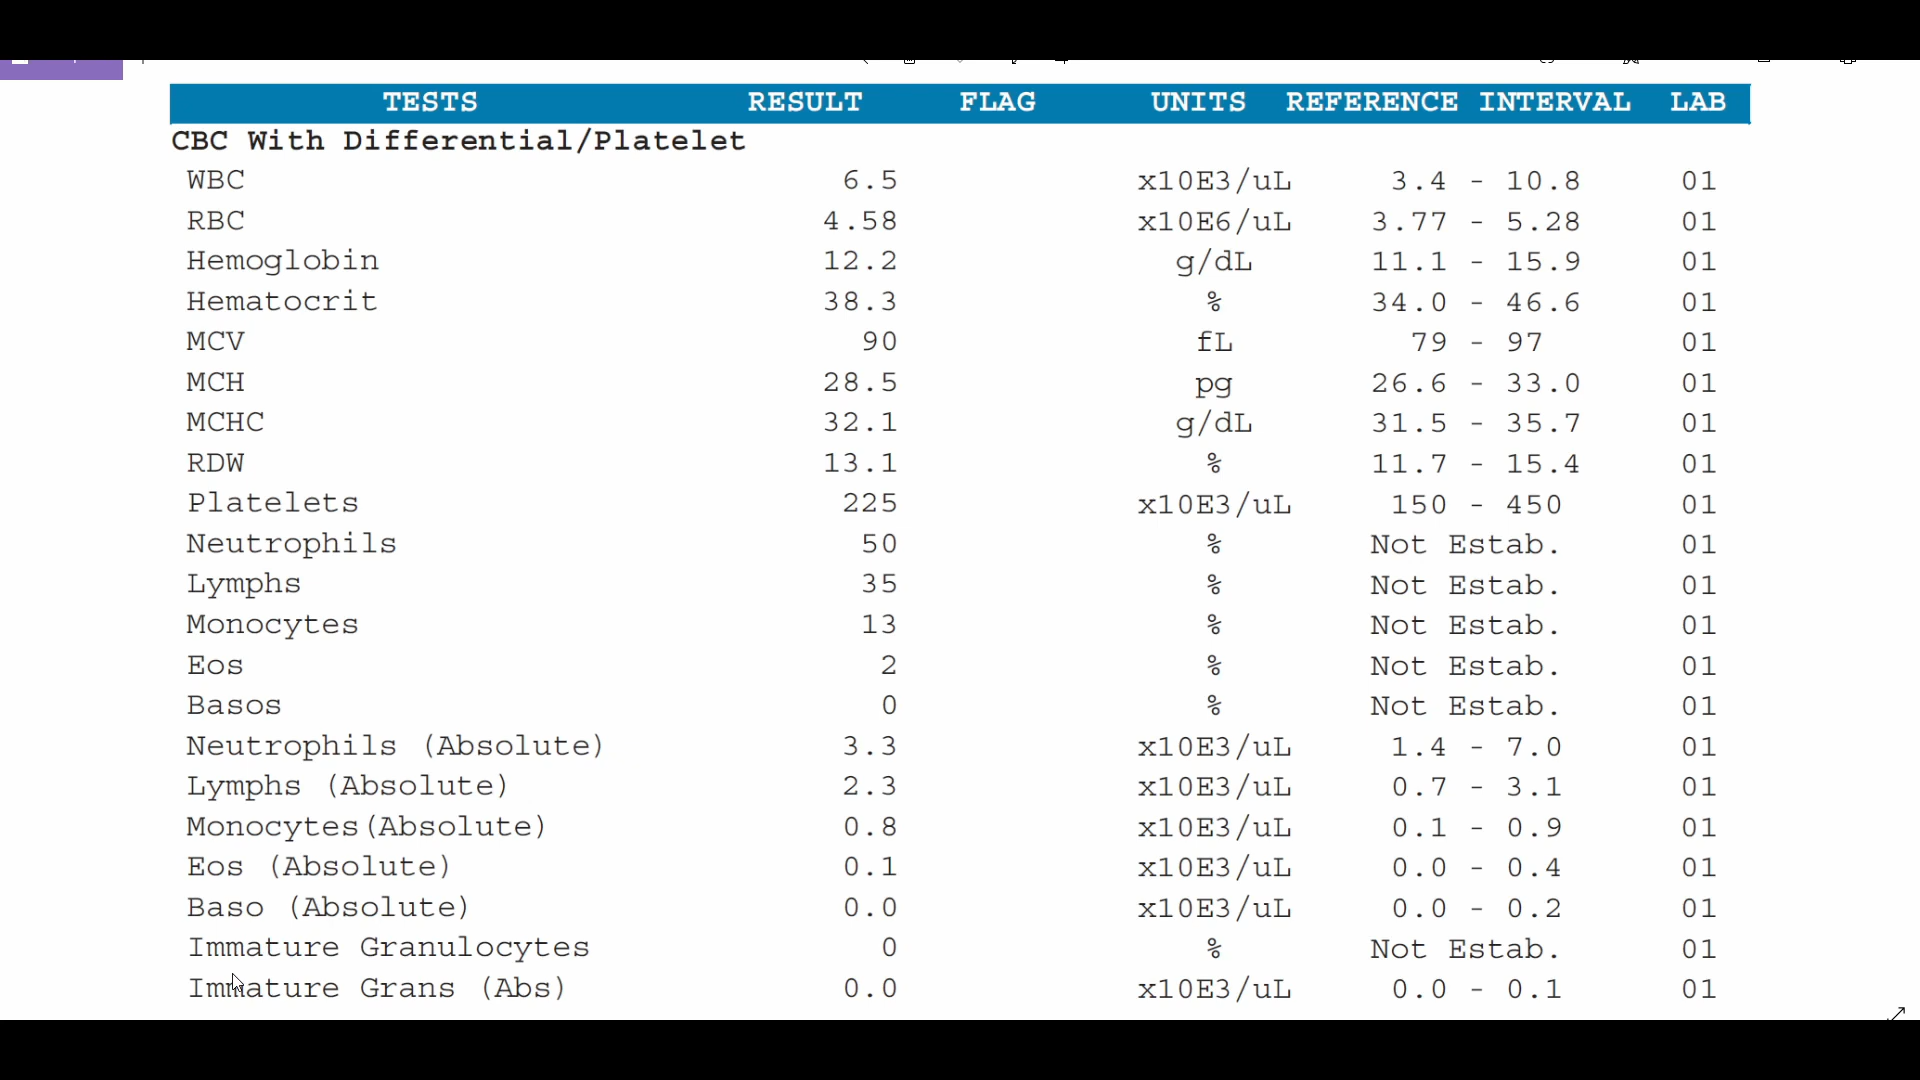 TESTS RESULT FLAG UNITS REFERENCE INTERVAL LAB
CBC With Differential/Platelet
WBC 6.5 x10E3/uL 3.4 - 10.8 01
RBC 4.58 x10E6/uL 3.77 - 5.28 01
Hemoglobin 12.2 g/dL 11.1 - 15.9 01
Hematocrit 38.3 % 34.0 - 46.6 01
MCV 90 fL 79 - 97 01
MCH 28.5 pg 26.6 - 33.0 01
MCHC 32.1 g/dL 31.5 - 35.7 01
RDW 13.1 % 11.7 - 15.4 01
Platelets 225 x10E3/uL 150 - 450 01
Neutrophils 50 % Not Estab. 01
Lymphs 35 % Not Estab. 01
Monocytes 13 % Not Estab. 01
Eos 2 % Not Estab. 01
Basos 0 % Not Estab. 01
Neutrophils (Absolute) 3.3 x10E3/uL 1.4 - 7.0 01
Lymphs (Absolute) 2.3 x10E3/uL 0.7 - 3.1 01
Monocytes(Absolute) 0.8 x10E3/uL 0.1 - 0.9 01
Eos (Absolute) 0.1 x10E3/uL 0.0 - 0.4 01
Baso (Absolute) 0.0 x10E3/uL 0.0 - 0.2 01
Immature Granulocytes 0 % Not Estab. 01
Immature Grans (Abs) 0.0 x10E3/uL 0.0 - 0.1 01